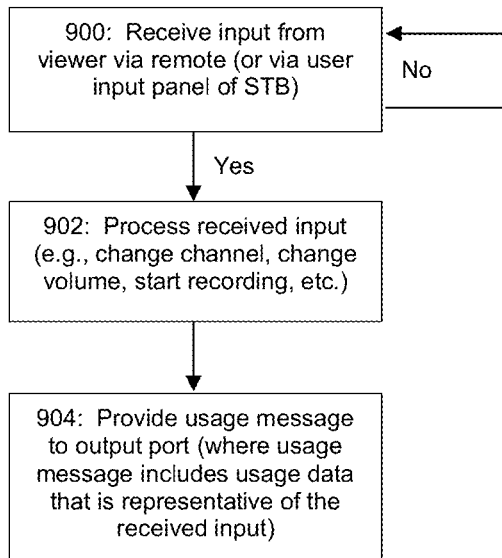 900: Receive input from
viewer via remote (or via user
input panel of STB)
No
Yes
902: Process received input
(e.g., change channel, change
volume, start recording, etc.)
904: Provide usage message
to output port (where usage
message includes usage data
that is representative of the
received input)